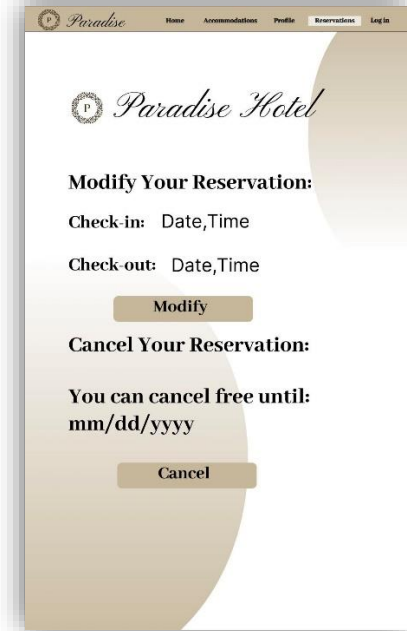 P Paradise Home Accommodations Profile Reservations Log in
P Paradise Hotel
Modify Your Reservation:
Check-in: Date,Time
Check-out: Date,Time
Modify
Cancel Your Reservation:
You can cancel free until:
mm/dd/yyyy
Cancel